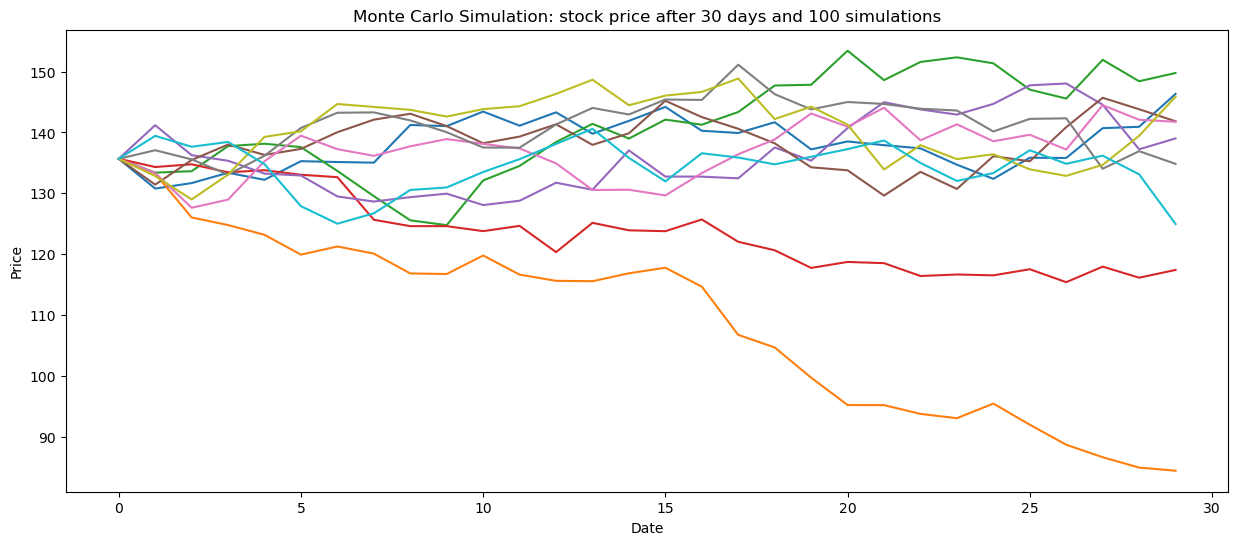 Monte Carlo Simulation: stock price after 30 days and 100 simulations
Price
150
140
130
120
110
100
90
0 5 10 15 20 25 30
Date